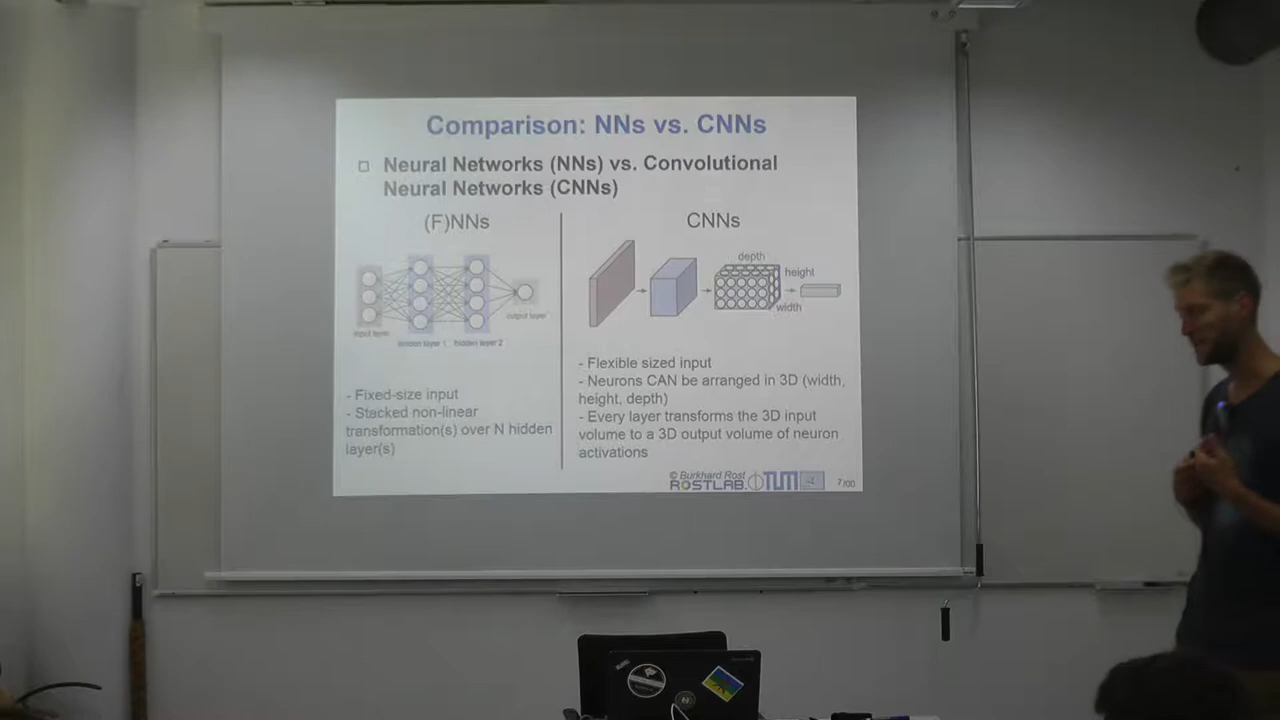 Comparison: NNs vs. CNNs
Neural Networks (NNs) vs. Convolutional
Neural Networks (CNNs)
(F)NNs
input layer
hidden layer 1
hidden layer 2
output layer
- Fixed-size input
- Stacked non-linear
transformation(s) over N hidden
layer(s)
CNNs
depth
height
width
- Flexible sized input
- Neurons CAN be arranged in 3D (width,
height, depth)
- Every layer transforms the 3D input
volume to a 3D output volume of neuron
activations
© Burkhard Rost
ROSTLAB.
TUM
7/00